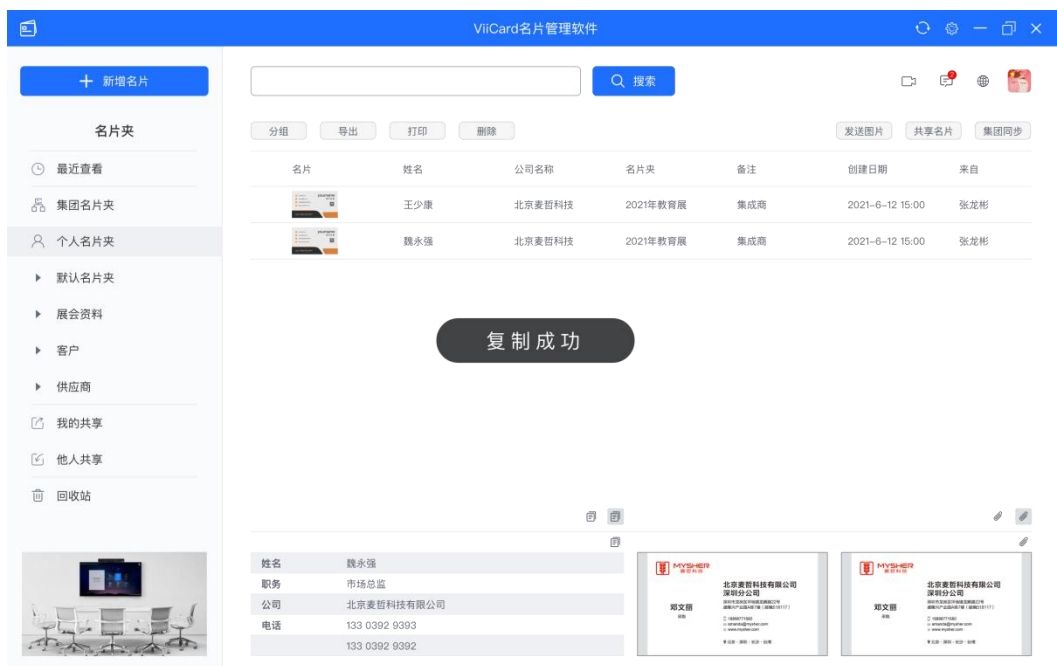 ViiCard名片管理软件
新增名片
搜索
2
名片夹
分组 导出 打印 删除 发送图片 共享名片 集团同步
最近查看
集团名片夹
个人名片夹
默认名片夹
展会资料
客户
供应商
我的共享
他人共享
回收站
名片 姓名 公司名称 名片夹 备注 创建日期 来自
王少康 北京麦哲科技 2021年教育展 集成商 2021-6-12 15:00 张龙彬
魏永强 北京麦哲科技 2021年教育展 集成商 2021-6-12 15:00 张龙彬
复制成功
姓名 魏永强
职务 市场总监
公司 北京麦哲科技有限公司
电话 133 0392 9393
133 0392 9392
MYSHER
麦哲科技
北京麦哲科技有限公司
深圳分公司
邓文丽
MYSHER
麦哲科技
北京麦哲科技有限公司
深圳分公司
邓文丽